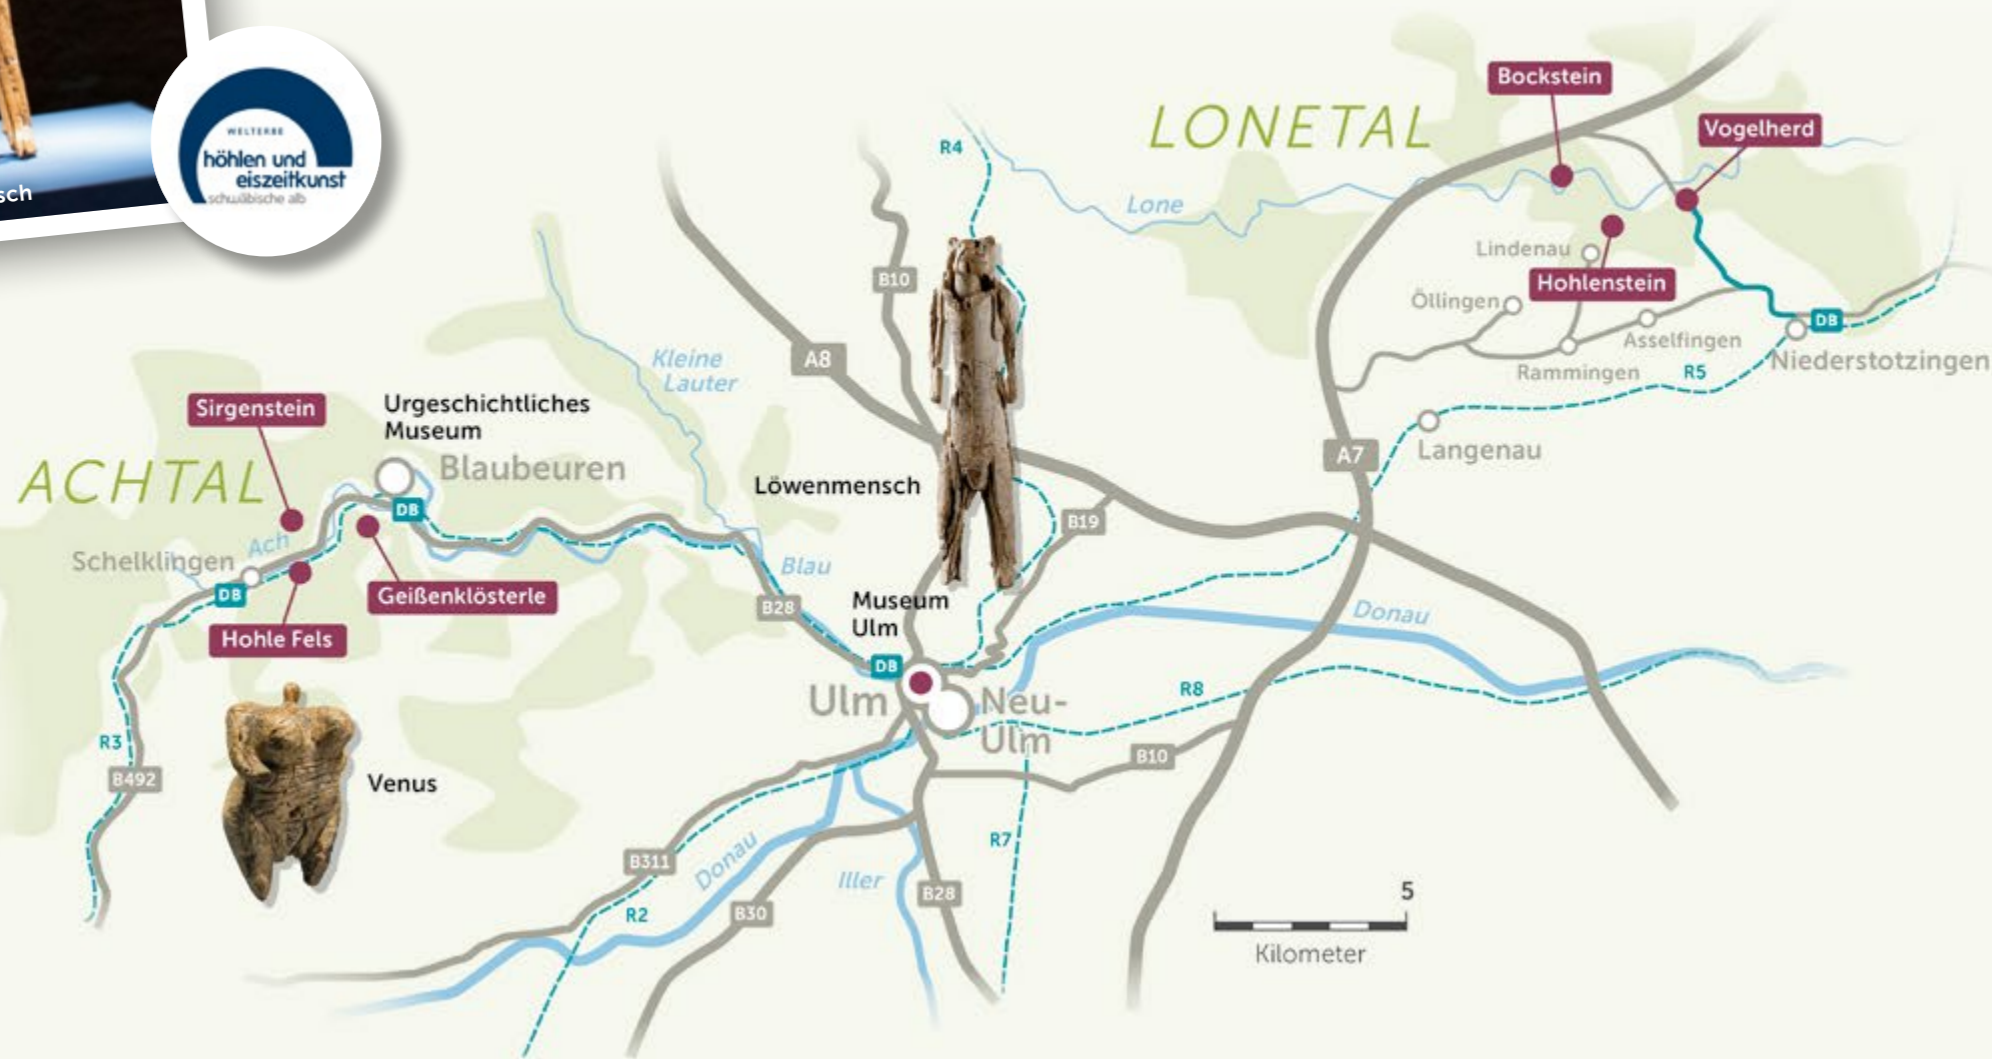 sch
WELTERBE
höhlen und
eiszeitkunst
schwäbische alb
LONETAL
Bockstein
Vogelherd
R4
Lone
Lindenau
Hohlenstein
Öllingen
Asselfingen
Rammingen
DB
Niederstotzingen
R5
Langenau
A7
B10
A8
Kleine
Lauter
Urgeschichtliches
Museum
Blaubeuren
Sirgenstein
ACHTAL
DB
Ach
Schelklingen
DB
Geißenklösterle
Hohle Fels
Löwenmensch
B19
Blau
B28
Museum
Ulm
DB
Ulm
Neu-
Ulm
Donau
R8
B10
R3
B492
Venus
B311
Donau
R2
B30
Iller
B28
R7
5
Kilometer